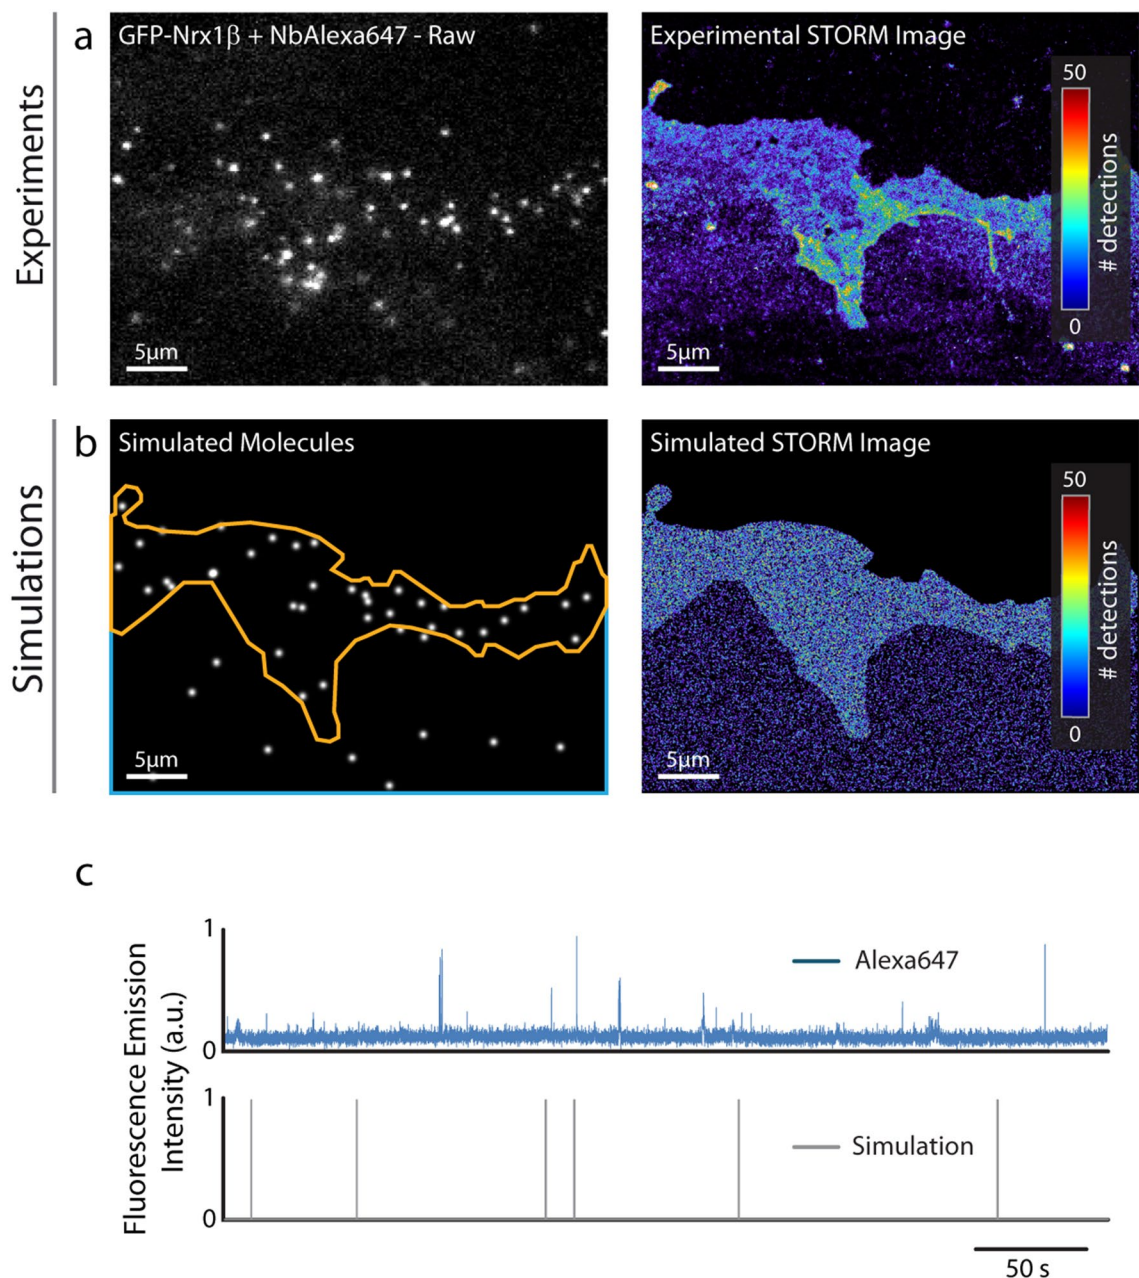 a
Experiments
GFP-Nrx1β + NbAlexa647 - Raw
5µm
Experimental STORM Image
50
# detections
0
5µm
b
Simulations
Simulated Molecules
5µm
Simulated STORM Image
50
# detections
0
5µm
c
Fluorescence Emission
Intensity (a.u.)
1
0
Alexa647
1
0
Simulation
50 s